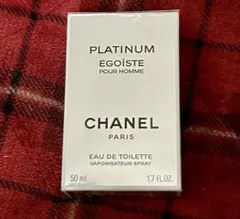 PLATINUM
EGOÏSTE
POUR HOMME
CHANEL
PARIS
EAU DE TOILETTE
VAPORISATEUR SPRAY
50 ml 1.7 FL.OZ